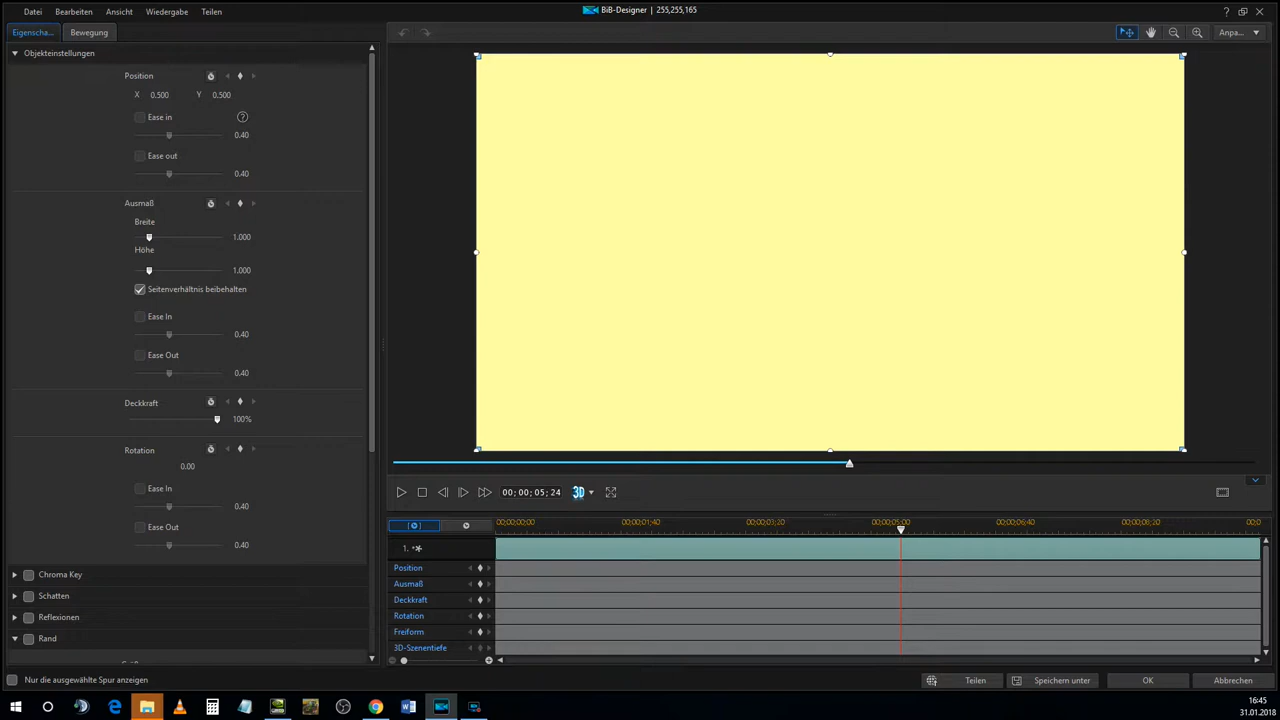 Datei Bearbeiten Ansicht Wiedergabe Teilen BiB-Designer | 255,255,165
Eigenscha... Bewegung Anpa...
Objekteinstellungen
Position
X 0.500 Y 0.500
Ease in
0.40
Ease out
0.40
Ausmaß
Breite
1.000
Höhe
1.000
Seitenverhältnis beibehalten
Ease In
0.40
Ease Out
0.40
Deckkraft
100%
Rotation
0.00
Ease In
0.40
Ease Out
0.40
Chroma Key
Schatten
Reflexionen
Rand
00; 00; 05; 24 3D
00;00;00;00 00;00;01;40 00;00;03;20 00;00;05;00 00;00;06;40 00;00;08;20 00;0
1.
Position
Ausmaß
Deckkraft
Rotation
Freiform
3D-Szenentiefe
Nur die ausgewählte Spur anzeigen Teilen Speichern unter OK Abbrechen
16:45
31.01.2018